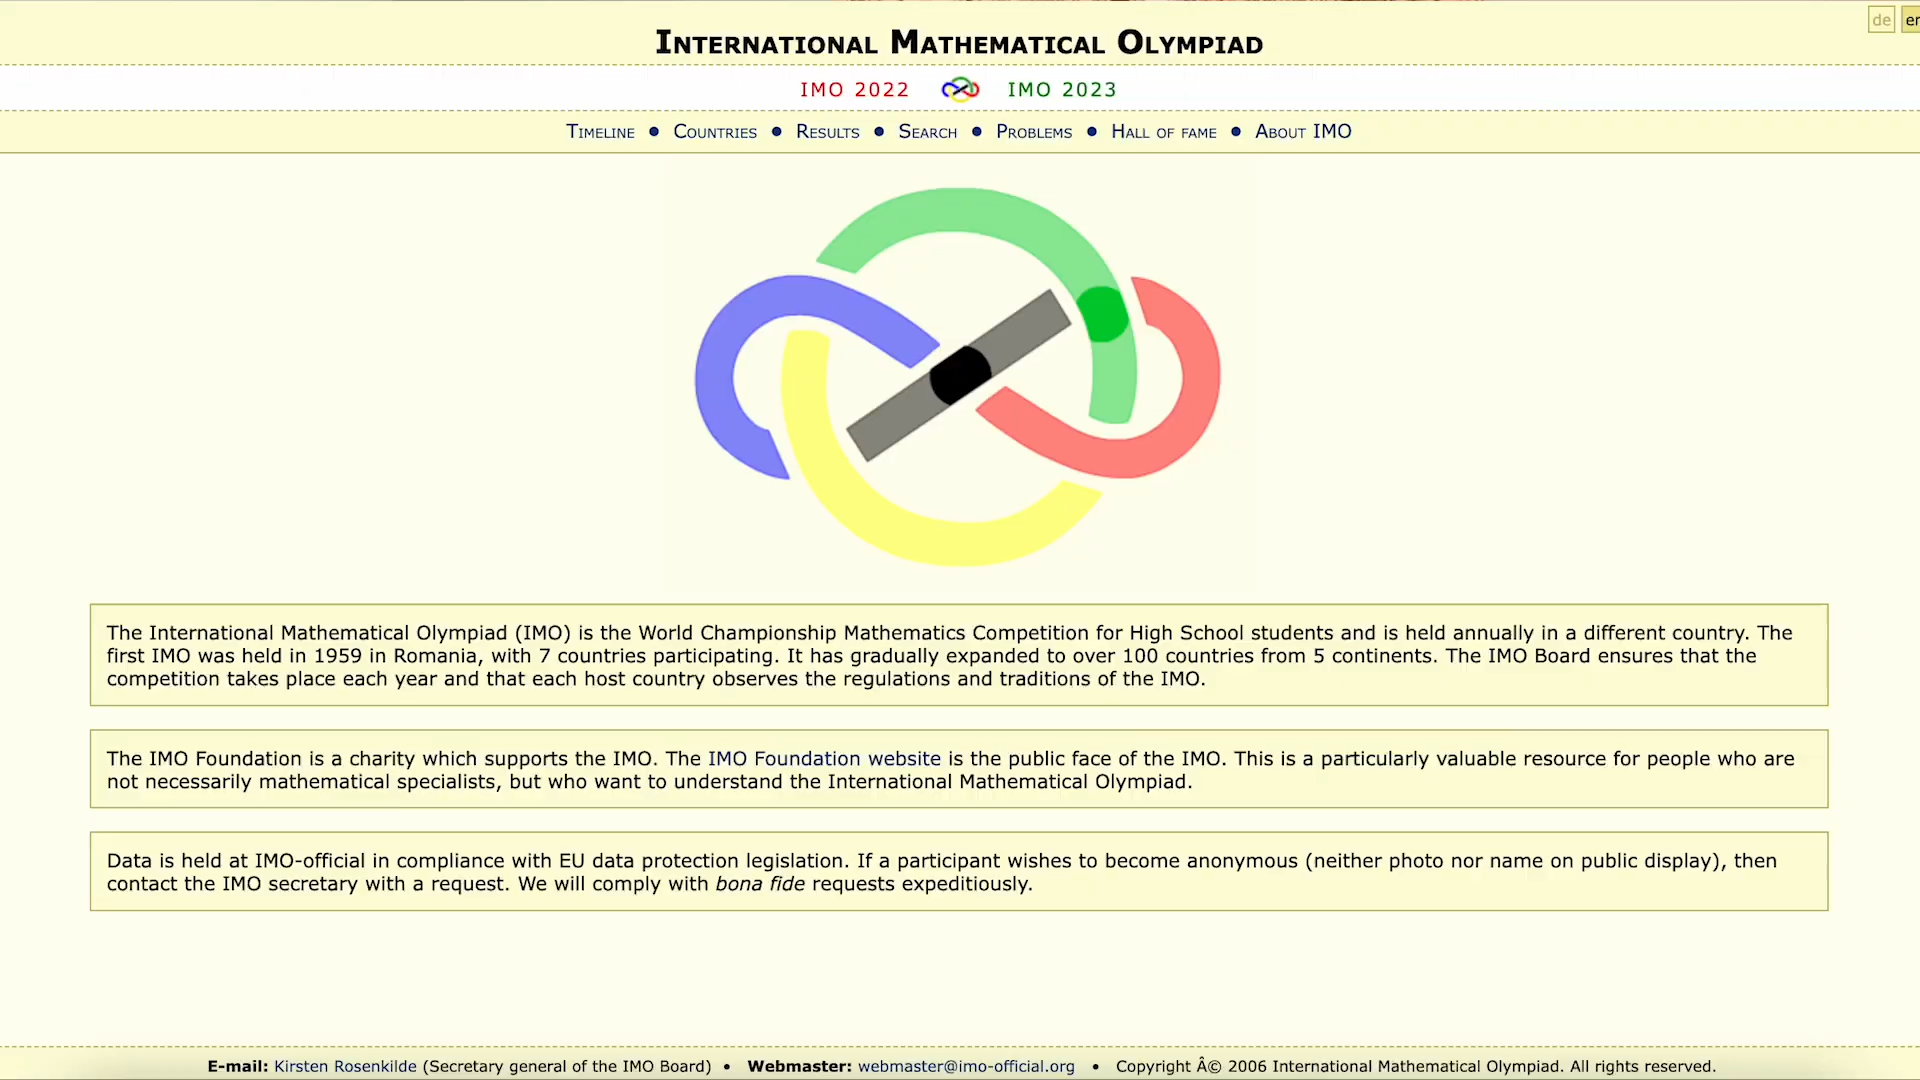 INTERNATIONAL MATHEMATICAL OLYMPIAD
de
IMO 2022 IMO 2023
TIMELINE • COUNTRIES • RESULTS • SEARCH • PROBLEMS • HALL OF FAME • ABOUT IMO
The International Mathematical Olympiad (IMO) is the World Championship Mathematics Competition for High School students and is held annually in a different country. The
first IMO was held in 1959 in Romania, with 7 countries participating. It has gradually expanded to over 100 countries from 5 continents. The IMO Board ensures that the
competition takes place each year and that each host country observes the regulations and traditions of the IMO.
The IMO Foundation is a charity which supports the IMO. The IMO Foundation website is the public face of the IMO. This is a particularly valuable resource for people who are
not necessarily mathematical specialists, but who want to understand the International Mathematical Olympiad.
Data is held at IMO-official in compliance with EU data protection legislation. If a participant wishes to become anonymous (neither photo nor name on public display), then
contact the IMO secretary with a request. We will comply with bona fide requests expeditiously.
E-mail: Kirsten Rosenkilde (Secretary general of the IMO Board) • Webmaster: webmaster@imo-official.org • Copyright Â© 2006 International Mathematical Olympiad. All rights reserved.